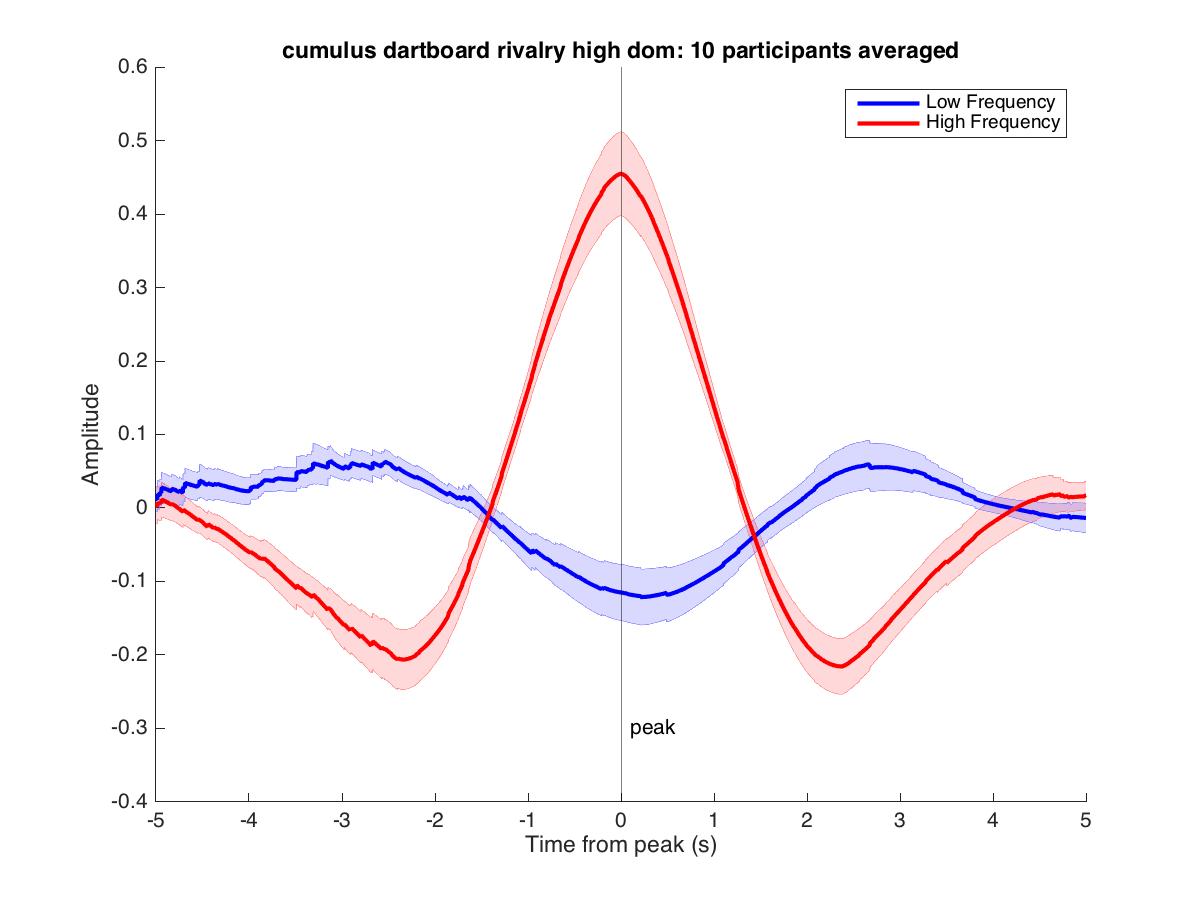 cumulus dartboard rivalry high dom: 10 participants averaged
0.6
0.5
0.4
0.3
0.2
0.1
0
-0.1
-0.2
-0.3
-0.4
Amplitude
Low Frequency
High Frequency
peak
-5 -4 -3 -2 -1 0 1 2 3 4 5
Time from peak (s)